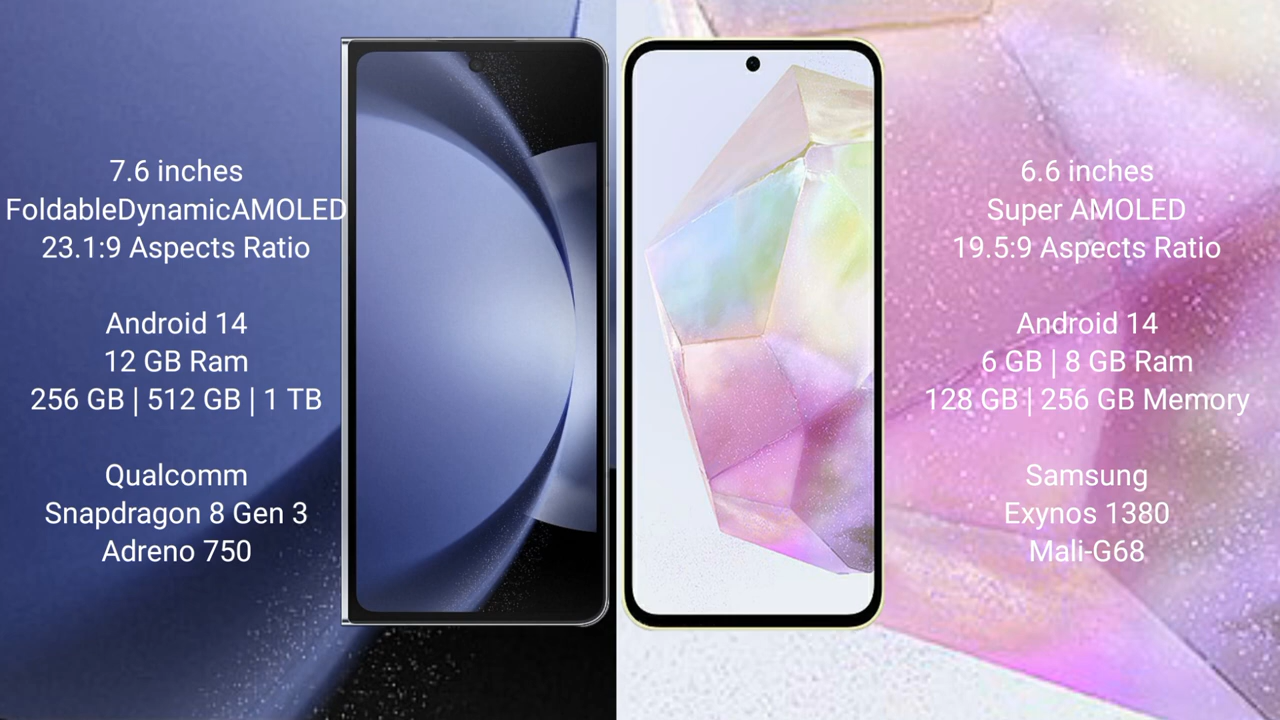 7.6 inches
FoldableDynamicAMOLED
23.1:9 Aspects Ratio
Android 14
12 GB Ram
256 GB | 512 GB | 1 TB
Qualcomm
Snapdragon 8 Gen 3
Adreno 750
6.6 inches
Super AMOLED
19.5:9 Aspects Ratio
Android 14
6 GB | 8 GB Ram
128 GB | 256 GB Memory
Samsung
Exynos 1380
Mali-G68